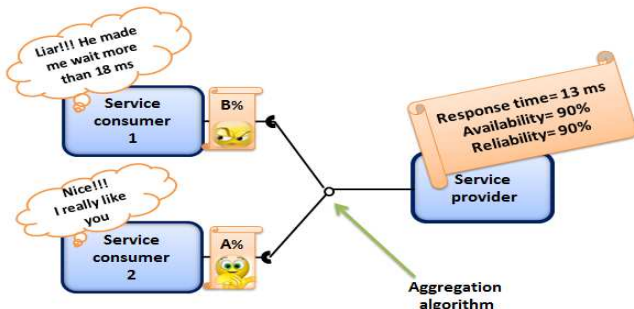 Liar!!! He made
me wait more
than 18 ms
Service
consumer
1
B%
Response time= 13 ms
Availability= 90%
Reliability= 90%
Service
provider
Nice!!!
I really like
you
Service
consumer
2
A%
Aggregation
algorithm